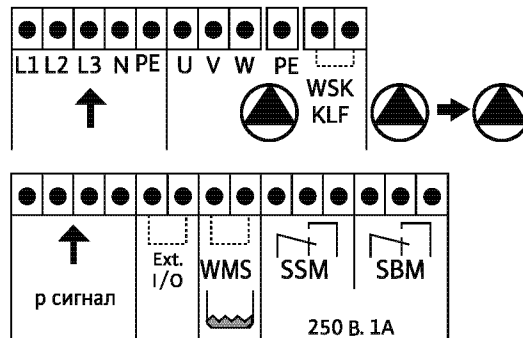 L1 L2 L3 N PE U V W PE
WSK
KLF
Ext.
I/O
WMS
SSM
SBM
р сигнал
250 В. 1А